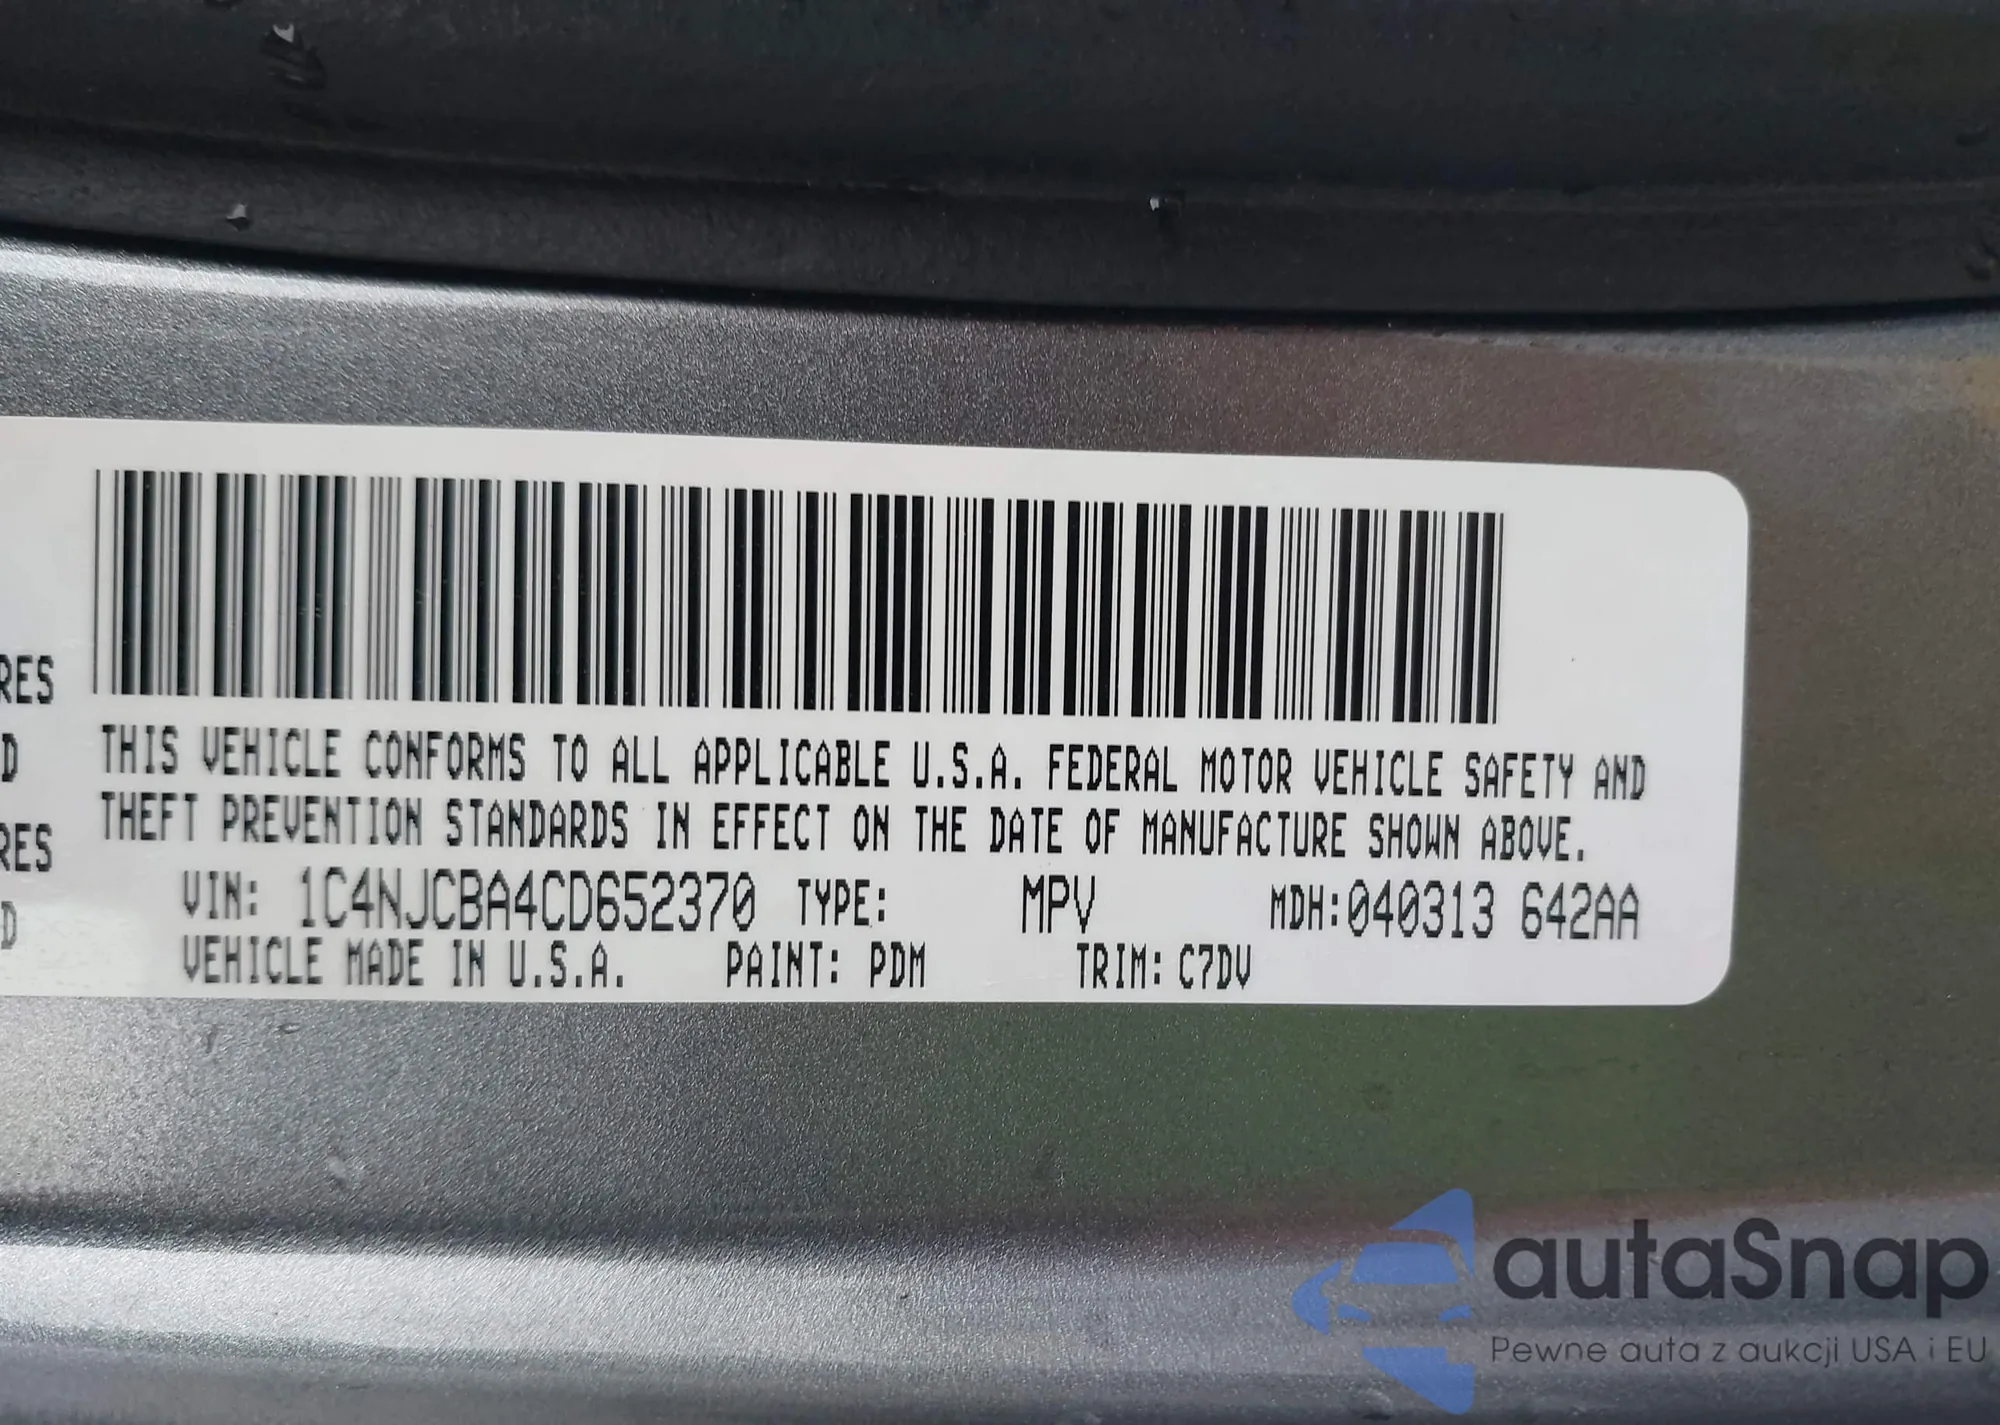 RES
D
RES
D
THIS VEHICLE CONFORMS TO ALL APPLICABLE U.S.A. FEDERAL MOTOR VEHICLE SAFETY AND
THEFT PREVENTION STANDARDS IN EFFECT ON THE DATE OF MANUFACTURE SHOWN ABOVE.
VIN: 1C4NJCBA4CD652370 TYPE: MPV MDH:040313 642AA
VEHICLE MADE IN U.S.A. PAINT: PDM TRIM: C7DV
autaSnap
Pewne auta z aukcji USA i EU